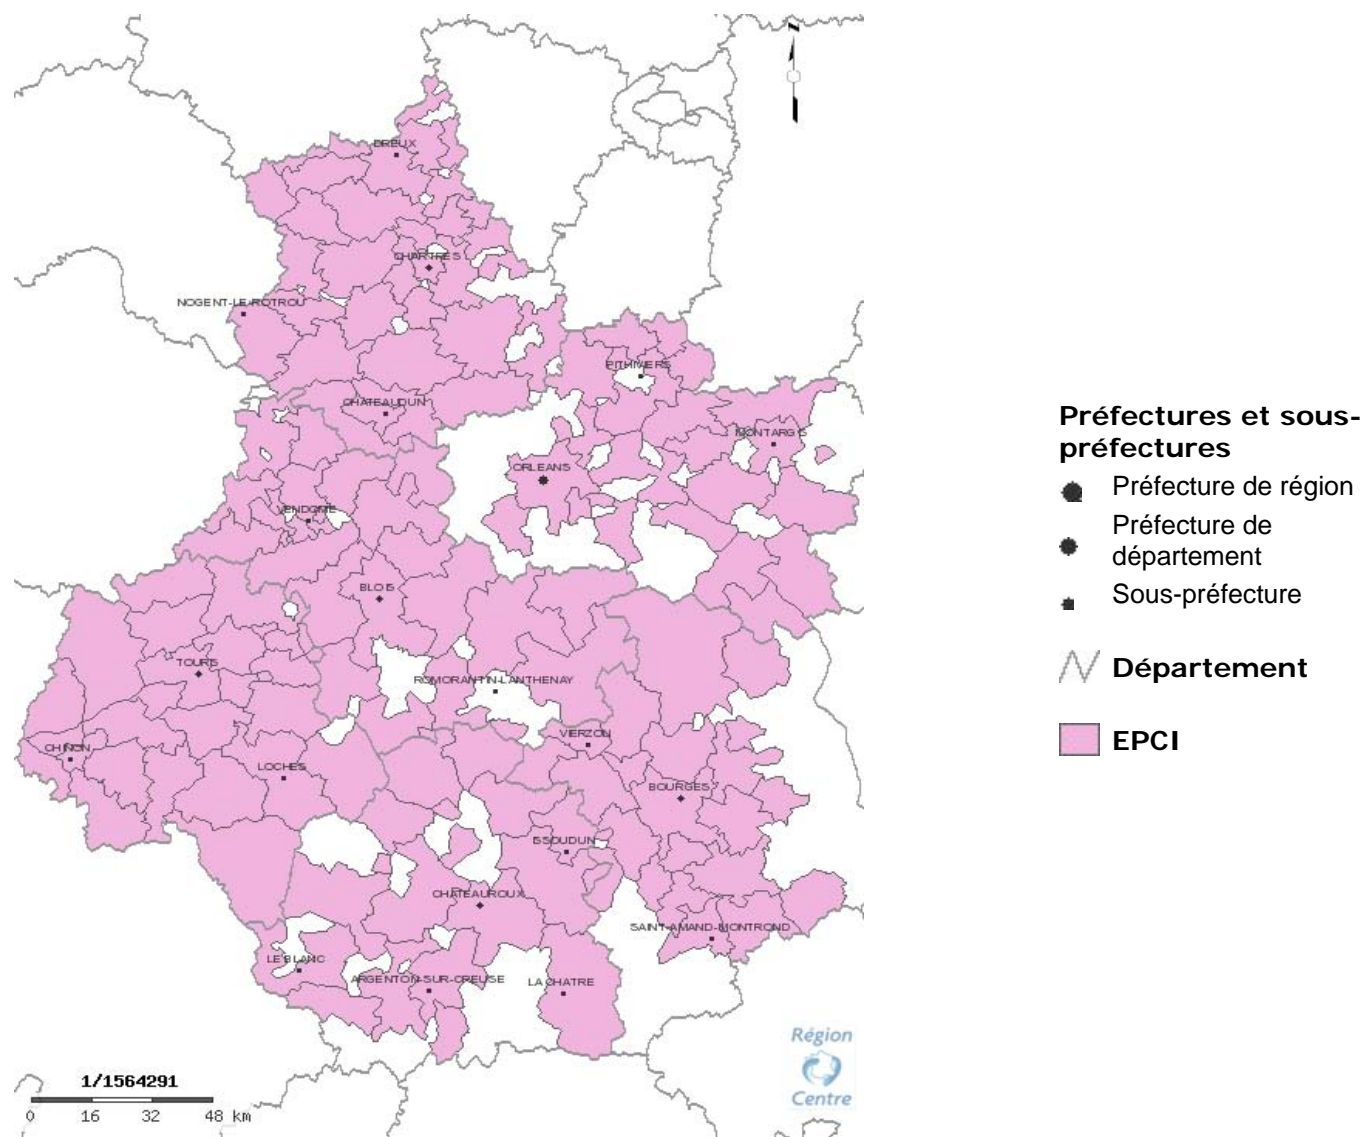 DREUX
CHARTRES
NOGENT-LE-ROTROU
PITHIVIERS
CHATEAUDUN
MONTARGIS
ORLEANS
VENDOME
BLOIS
TOURS
ROMORANTIN-LANTHENAY
VIERZON
CHINON
LOCHES
BOURGES
ISSOUDUN
CHATEAUROUX
SAINT-AMAND-MONTROND
LE BLANC
ARGENTON-SUR-CREUSE
LA CHATRE
Préfectures et sous-
préfectures
Préfecture de région
Préfecture de
département
Sous-préfecture
Département
EPCI
Région
Centre
1/1564291
0 16 32 48 km